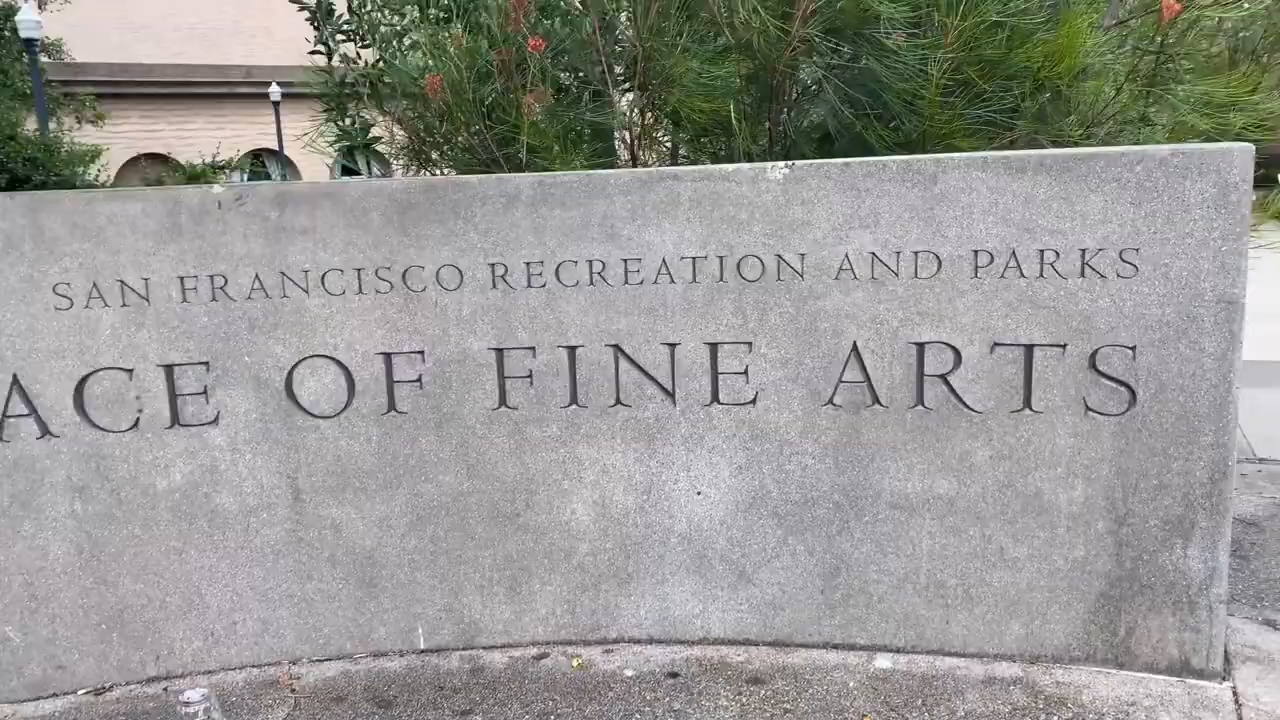 SAN FRANCISCO RECREATION AND PARKS
ACE OF FINE ARTS